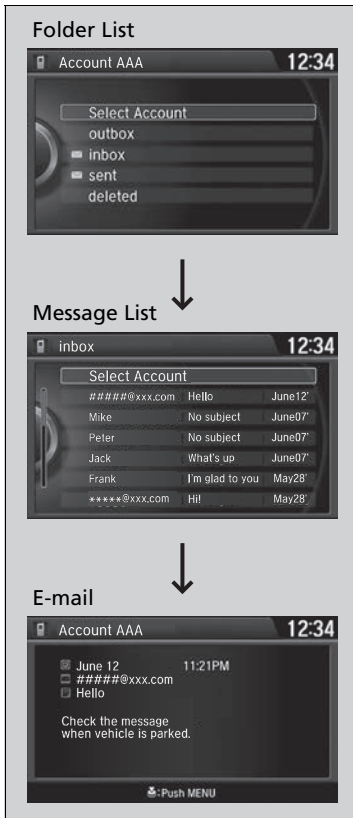 Folder List
Account AAA 12:34
Select Account
outbox
inbox
sent
deleted
Message List
inbox 12:34
Select Account
#####@xxx.com Hello June12'
Mike No subject June07'
Peter No subject June07'
Jack What's up June07'
Frank I'm glad to you May28'
*****@xxx.com Hi! May28'
E-mail
Account AAA 12:34
June 12 11:21PM
#####@xxx.com
Hello
Check the message
when vehicle is parked.
:Push MENU